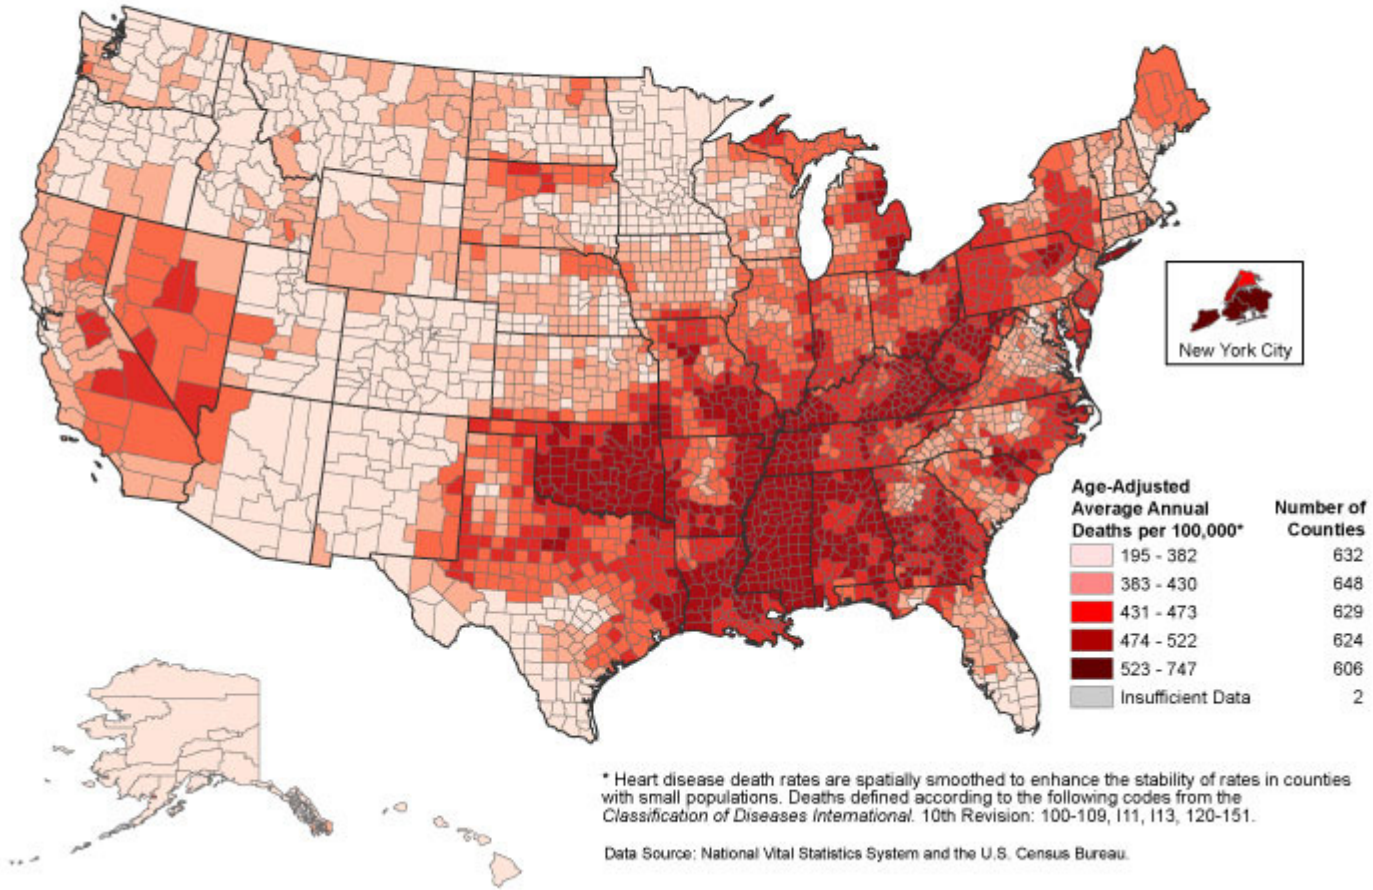 New York City
Age-Adjusted
Average Annual
Deaths per 100,000*
Number of
Counties
195 - 382 632
383 - 430 648
431 - 473 629
474 - 522 624
523 - 747 606
Insufficient Data 2
* Heart disease death rates are spatially smoothed to enhance the stability of rates in counties
with small populations. Deaths defined according to the following codes from the
Classification of Diseases International. 10th Revision: 100-109, I11, I13, 120-151.
Data Source: National Vital Statistics System and the U.S. Census Bureau.